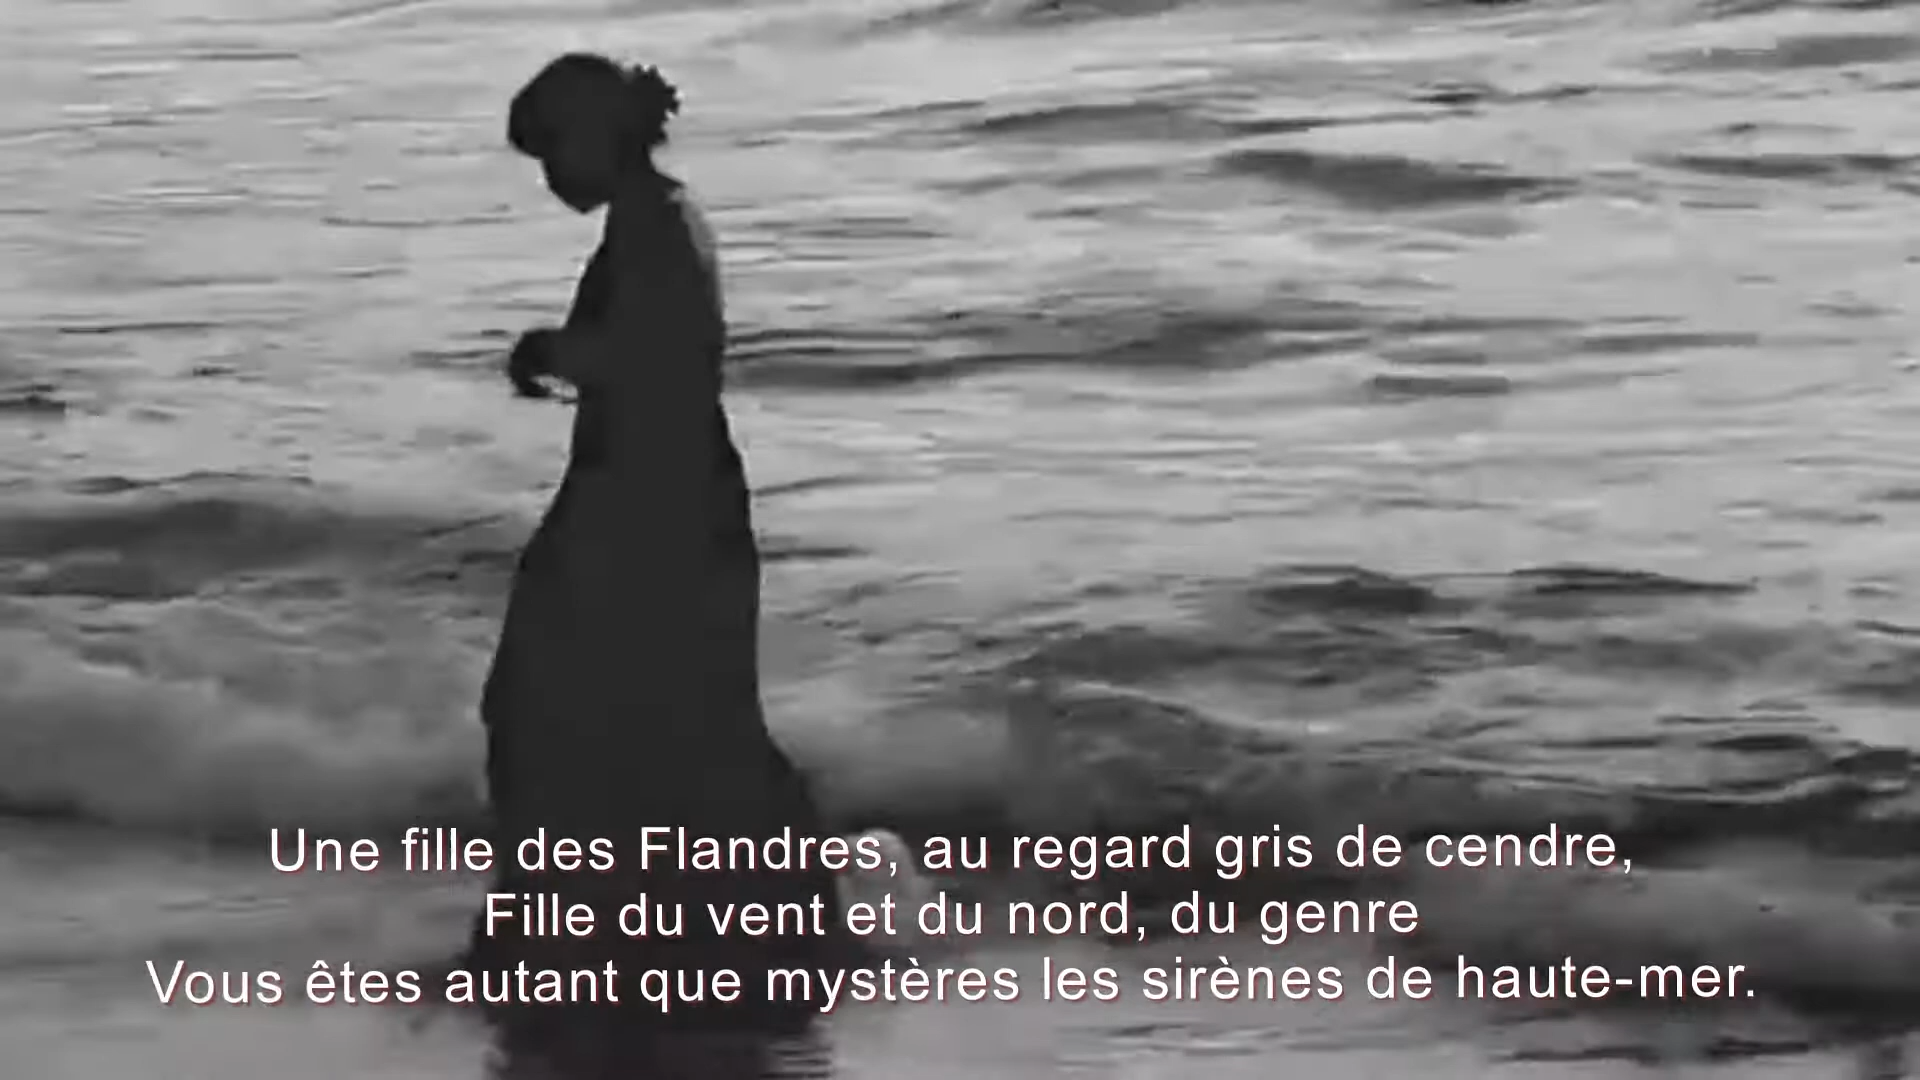 Une fille des Flandres, au regard gris de cendre,
Fille du vent et du nord, du genre
Vous êtes autant que mystères les sirènes de haute-mer.